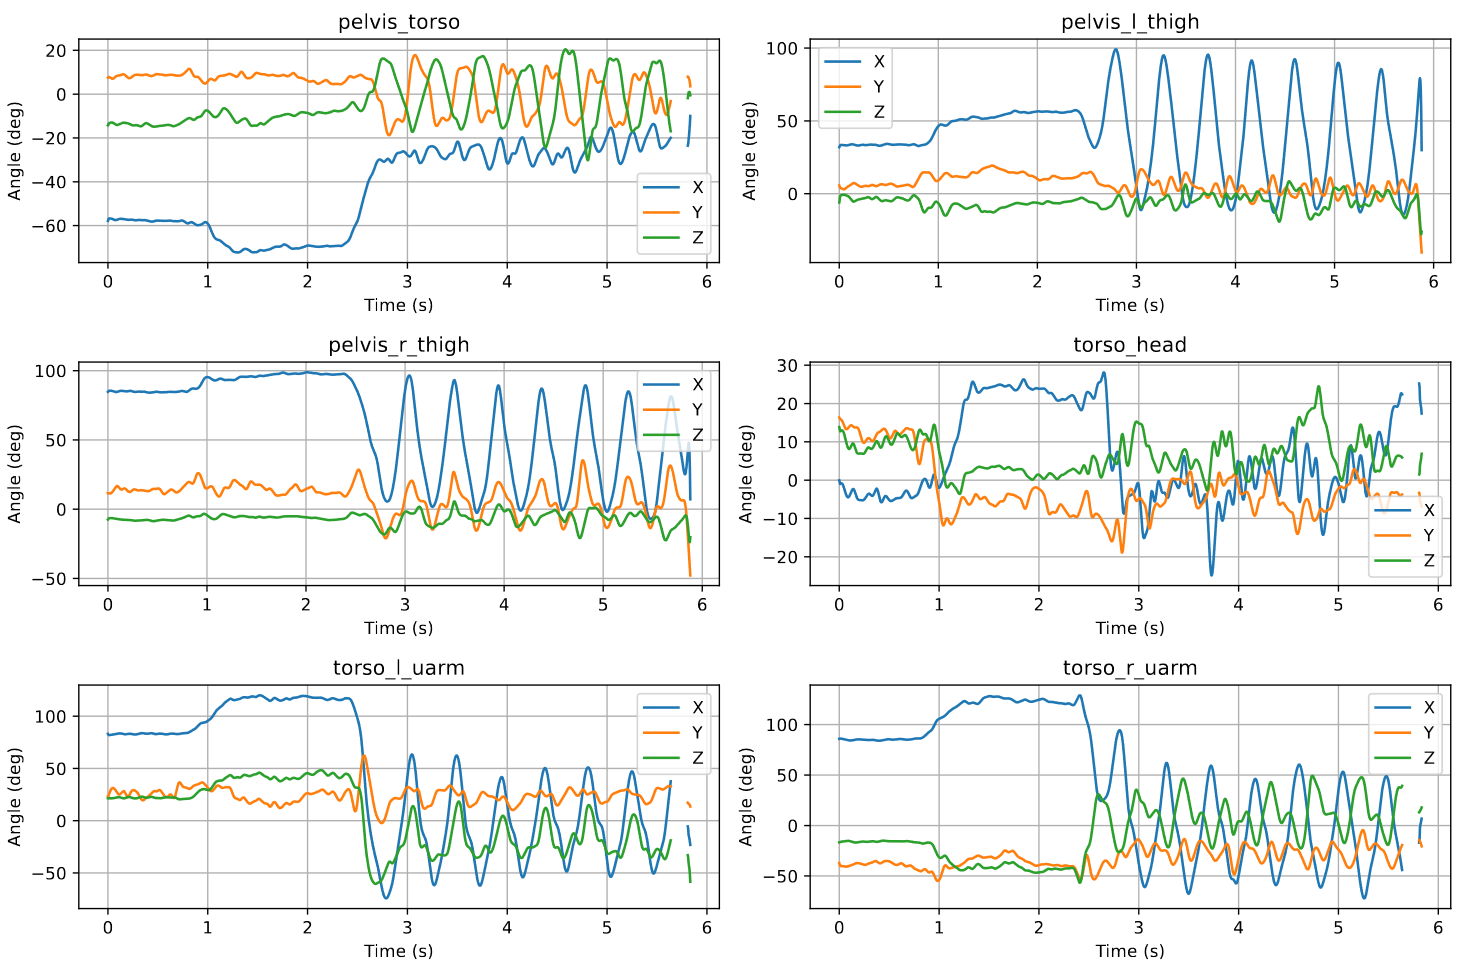 pelvis_torso
20
0
−20
−40
−60
Angle (deg)
X
Y
Z
0 1 2 3 4 5 6
Time (s)
pelvis_l_thigh
100
50
0
Angle (deg)
X
Y
Z
0 1 2 3 4 5 6
Time (s)
pelvis_r_thigh
100
50
0
−50
Angle (deg)
X
Y
Z
0 1 2 3 4 5 6
Time (s)
torso_head
30
20
10
0
−10
−20
Angle (deg)
X
Y
Z
0 1 2 3 4 5 6
Time (s)
torso_l_uarm
100
50
0
−50
Angle (deg)
X
Y
Z
0 1 2 3 4 5 6
Time (s)
torso_r_uarm
100
50
0
−50
Angle (deg)
X
Y
Z
0 1 2 3 4 5 6
Time (s)